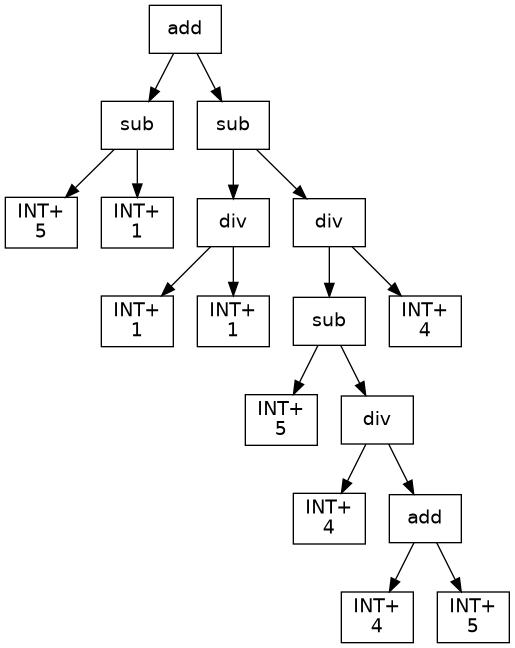 add
sub
sub
INT+
5
INT+
1
div
div
INT+
1
INT+
1
sub
INT+
4
INT+
5
div
INT+
4
add
INT+
4
INT+
5